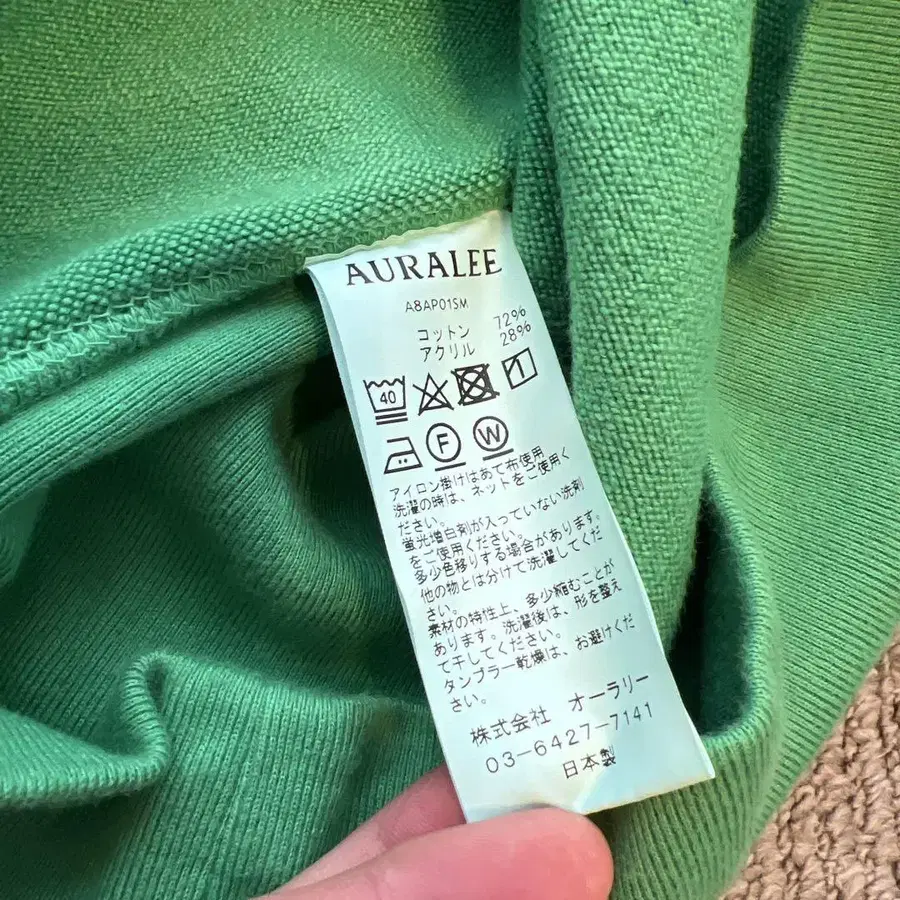 AURALEE
A8AP01SM
コットン 72%
アクリル 28%
40
F W
アイロン掛けはあて布使用
洗濯の時は、ネットをご使用く
ださい。
蛍光増白剤が入っていない洗剤
をご使用ください。
多少色移りする場合があります。
他の物とは分けて洗濯してくだ
さい。
素材の特性上、多少縮むことが
あります。洗濯後は、形を整え
て干してください。
タンブラー乾燥は、お避けくだ
さい。
株式会社 オーラリー
03-6427-7141
日本製